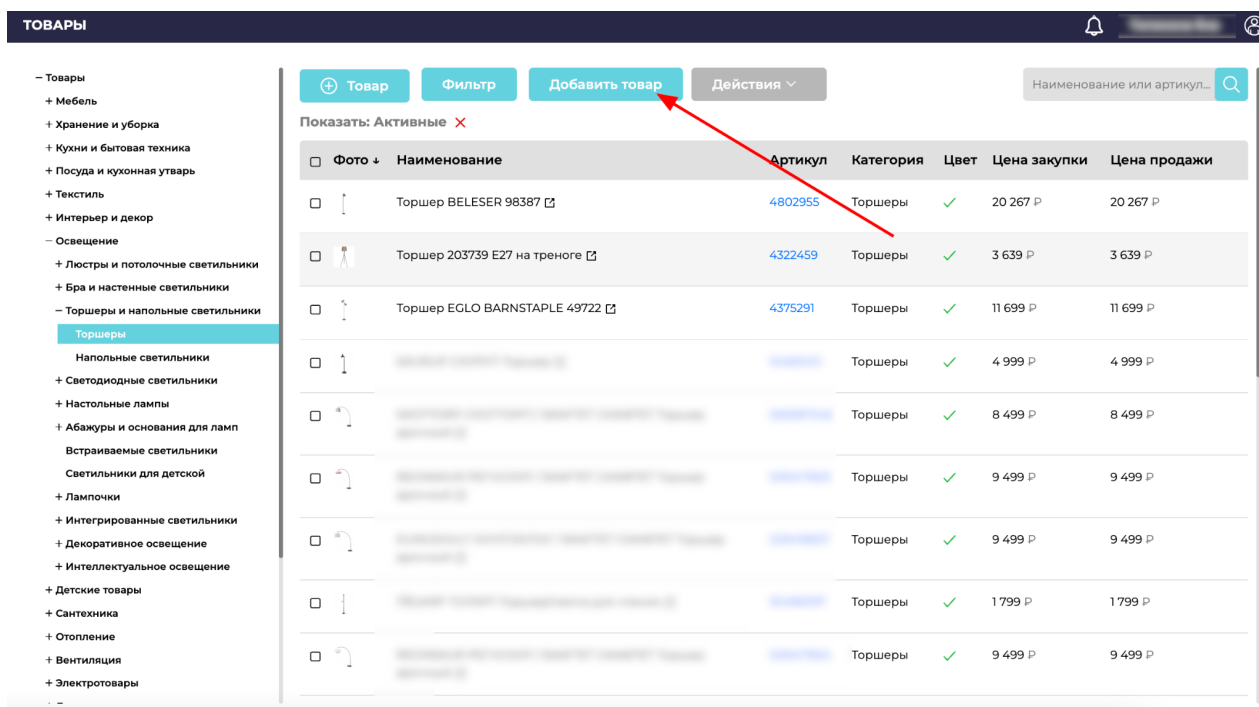 ТОВАРЫ
− Товары
+ Мебель
+ Хранение и уборка
+ Кухни и бытовая техника
+ Посуда и кухонная утварь
+ Текстиль
+ Интерьер и декор
− Освещение
+ Люстры и потолочные светильники
+ Бра и настенные светильники
− Торшеры и напольные светильники
Торшеры
Напольные светильники
+ Светодиодные светильники
+ Настольные лампы
+ Абажуры и основания для ламп
Встраиваемые светильники
Светильники для детской
+ Лампочки
+ Интегрированные светильники
+ Декоративное освещение
+ Интеллектуальное освещение
+ Детские товары
+ Сантехника
+ Отопление
+ Вентиляция
+ Электротовары
Товар Фильтр Добавить товар Действия Наименование или артикул...
Показать: Активные
Фото ↓ Наименование Артикул Категория Цвет Цена закупки Цена продажи
Торшер BELESER 98387 4802955 Торшеры 20 267 ₽ 20 267 ₽
Торшер 203739 E27 на треноге 4322459 Торшеры 3 639 ₽ 3 639 ₽
Торшер EGLO BARNSTAPLE 49722 4375291 Торшеры 11 699 ₽ 11 699 ₽
Торшеры 4 999 ₽ 4 999 ₽
Торшеры 8 499 ₽ 8 499 ₽
Торшеры 9 499 ₽ 9 499 ₽
Торшеры 9 499 ₽ 9 499 ₽
Торшеры 1 799 ₽ 1 799 ₽
Торшеры 9 499 ₽ 9 499 ₽